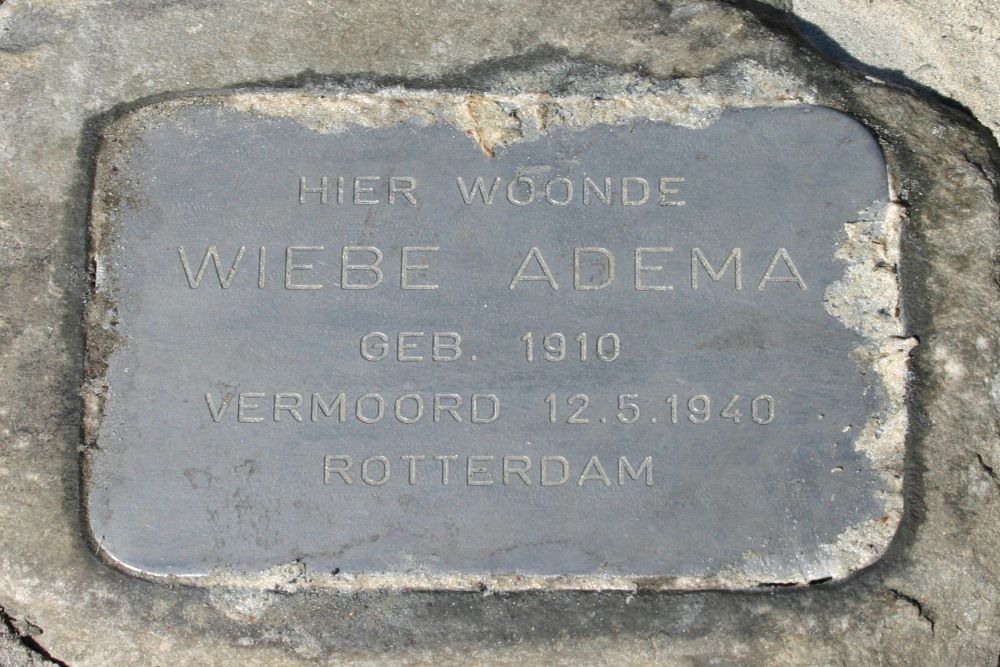 HIER WOONDE
WIEBE ADEMA
GEB. 1910
VERMOORD 12.5.1940
ROTTERDAM